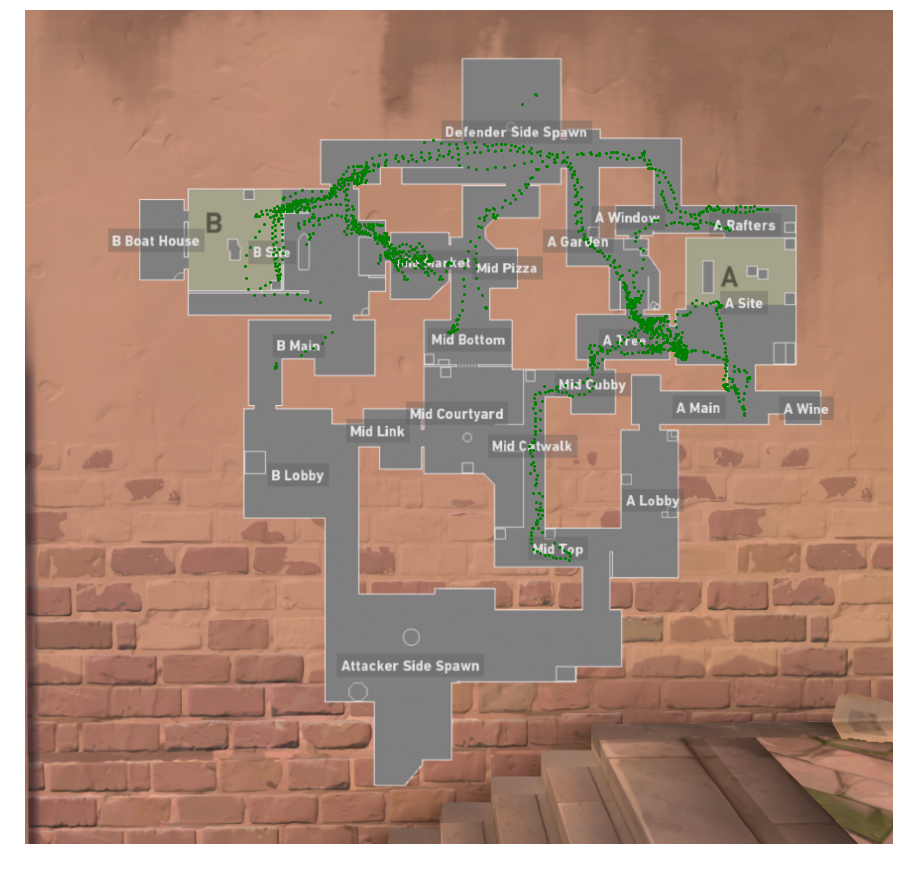 Defender Side Spawn
A Window
A Rafters
B
B Boat House
B Site
A Garden
Market
Mid Pizza
A
A Site
B Main
Mid Bottom
A Tree
Mid Cubby
Mid Courtyard
A Main
A Wine
Mid Link
Mid Catwalk
B Lobby
A Lobby
Mid Top
Attacker Side Spawn